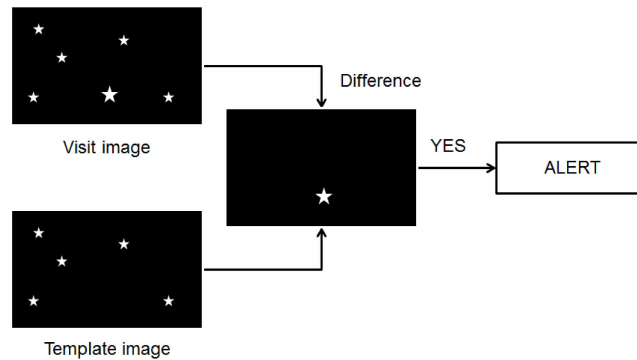 Visit image
Difference
YES
ALERT
Template image